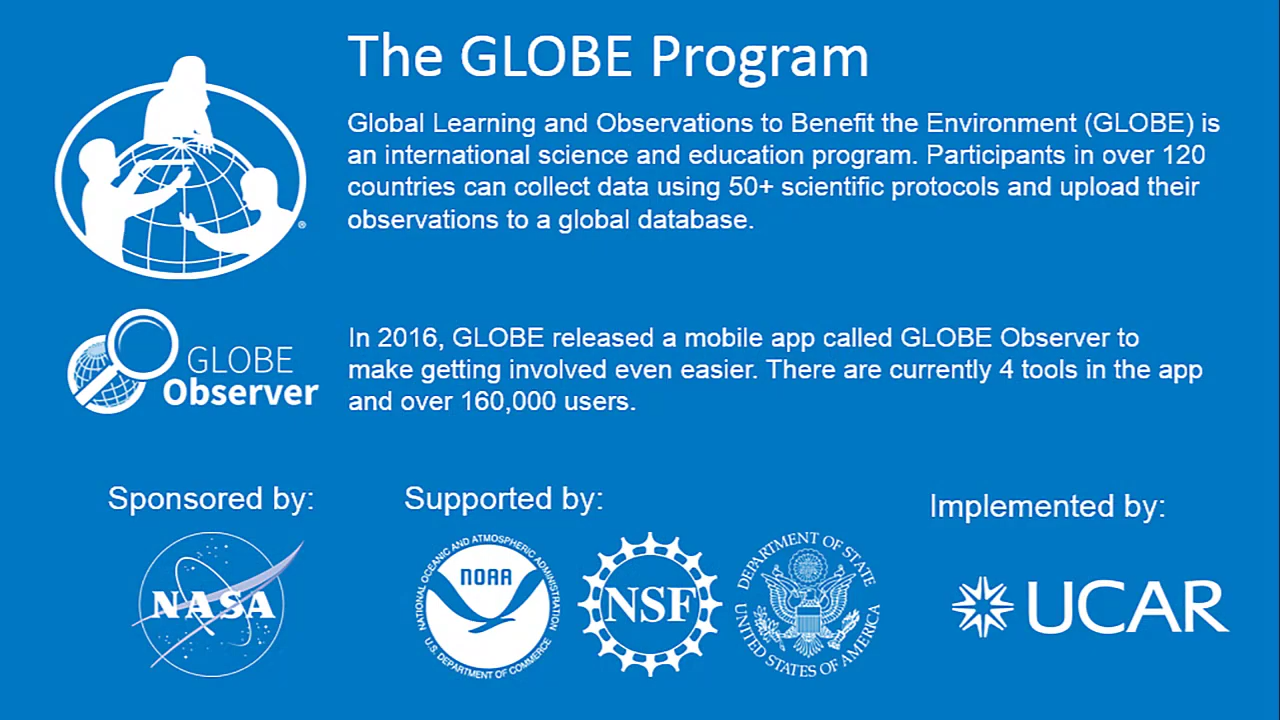 The GLOBE Program
Global Learning and Observations to Benefit the Environment (GLOBE) is
an international science and education program. Participants in over 120
countries can collect data using 50+ scientific protocols and upload their
observations to a global database.
®
GLOBE
Observer
In 2016, GLOBE released a mobile app called GLOBE Observer to
make getting involved even easier. There are currently 4 tools in the app
and over 160,000 users.
Sponsored by:
Supported by:
Implemented by:
NASA
NATIONAL OCEANIC AND ATMOSPHERIC ADMINISTRATION
NOAA
U.S. DEPARTMENT OF COMMERCE
NSF
DEPARTMENT OF STATE
UNITED STATES OF AMERICA
UCAR